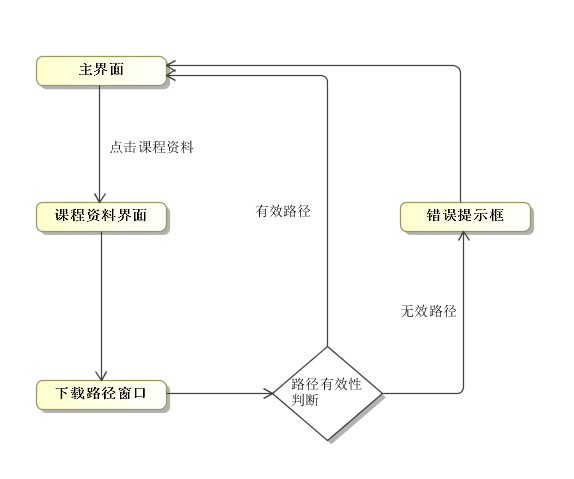 主界面
点击课程资料
课程资料界面
有效路径
错误提示框
无效路径
下载路径窗口
路径有效性
判断